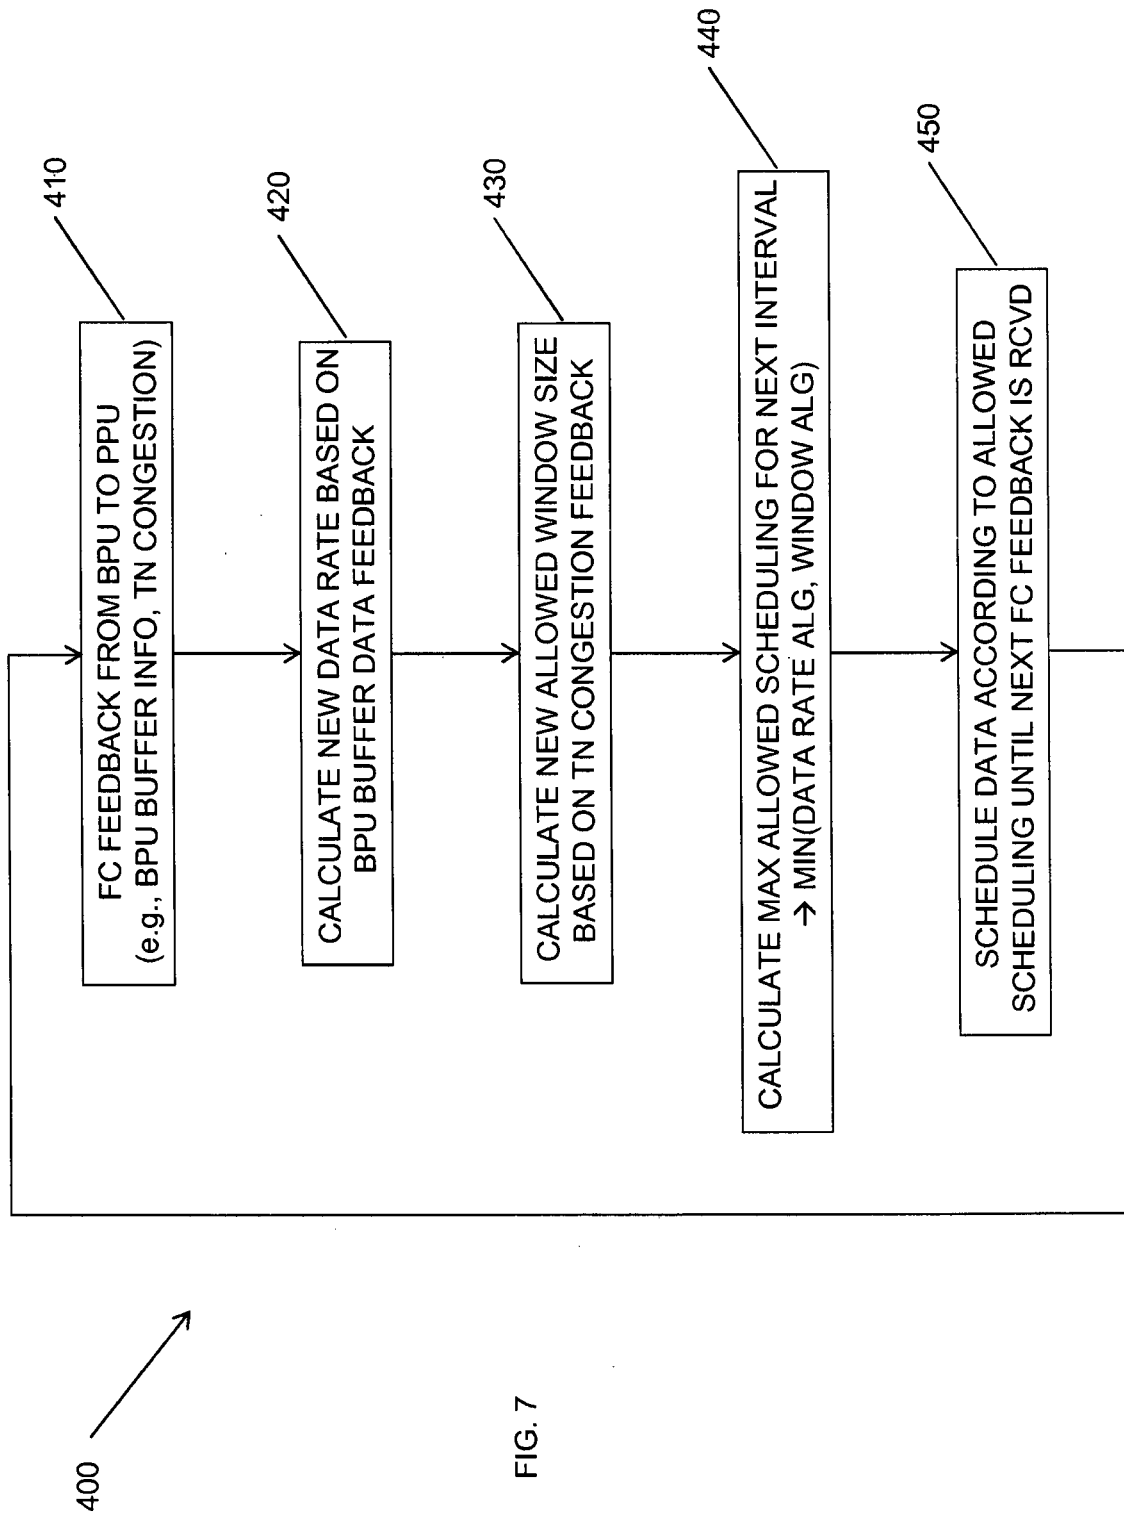 400
410
FC FEEDBACK FROM BPU TO PPU
(e.g., BPU BUFFER INFO, TN CONGESTION)
420
CALCULATE NEW DATA RATE BASED ON
BPU BUFFER DATA FEEDBACK
430
CALCULATE NEW ALLOWED WINDOW SIZE
BASED ON TN CONGESTION FEEDBACK
440
CALCULATE MAX ALLOWED SCHEDULING FOR NEXT INTERVAL
→ MIN(DATA RATE ALG, WINDOW ALG)
450
SCHEDULE DATA ACCORDING TO ALLOWED
SCHEDULING UNTIL NEXT FC FEEDBACK IS RCVD
FIG. 7